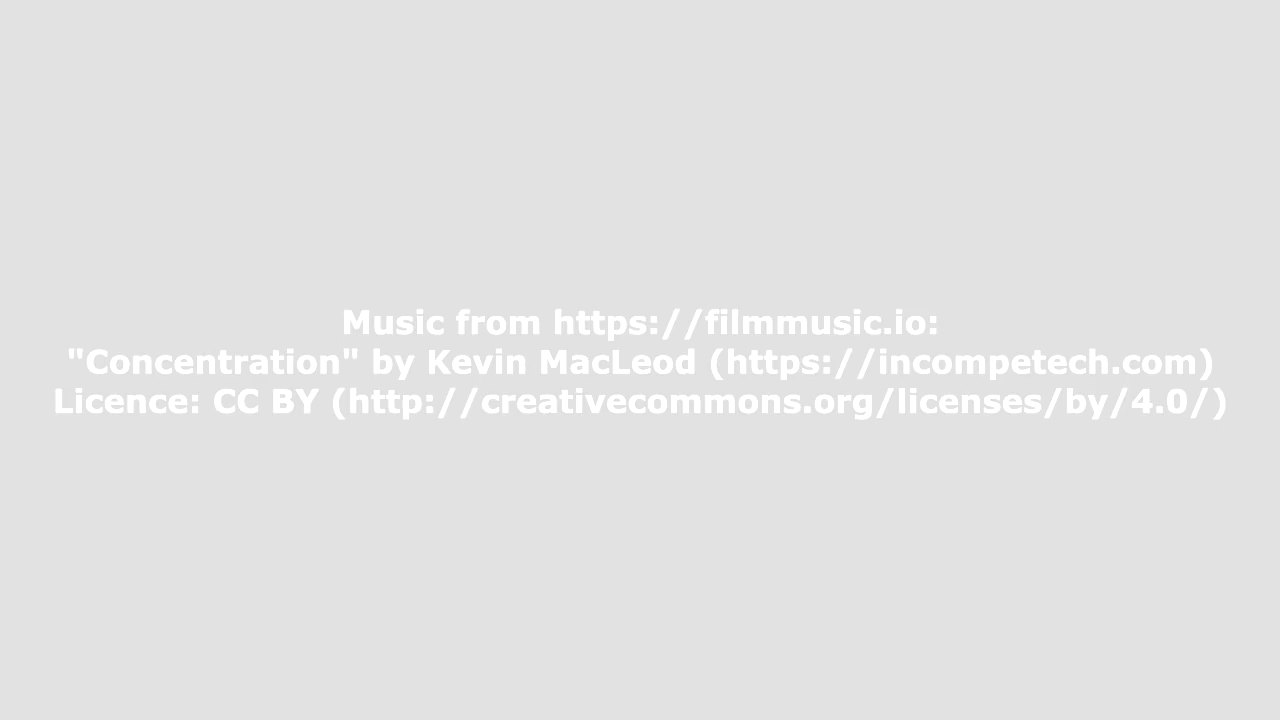 Music from https://filmmusic.io:
"Concentration" by Kevin MacLeod (https://incompetech.com)
Licence: CC BY (http://creativecommons.org/licenses/by/4.0/)